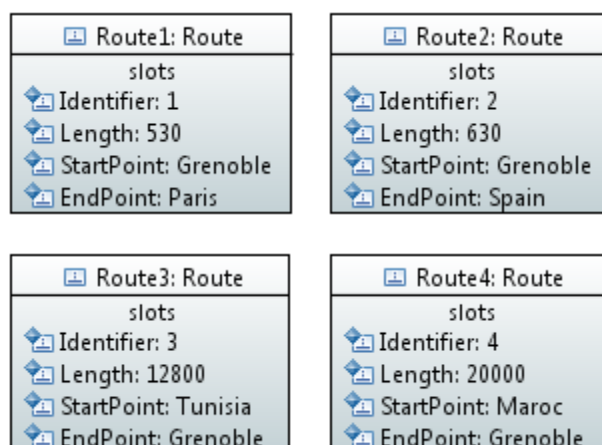 Route1: Route
slots
Identifier: 1
Length: 530
StartPoint: Grenoble
EndPoint: Paris
Route2: Route
slots
Identifier: 2
Length: 630
StartPoint: Grenoble
EndPoint: Spain
Route3: Route
slots
Identifier: 3
Length: 12800
StartPoint: Tunisia
EndPoint: Grenoble
Route4: Route
slots
Identifier: 4
Length: 20000
StartPoint: Maroc
EndPoint: Grenoble